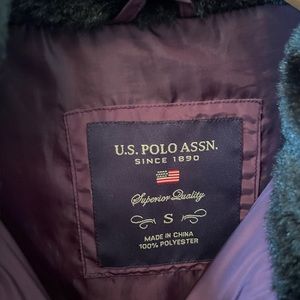 U.S. POLO ASSN.
SINCE 1890
Superior Quality
S
MADE IN CHINA
100% POLYESTER